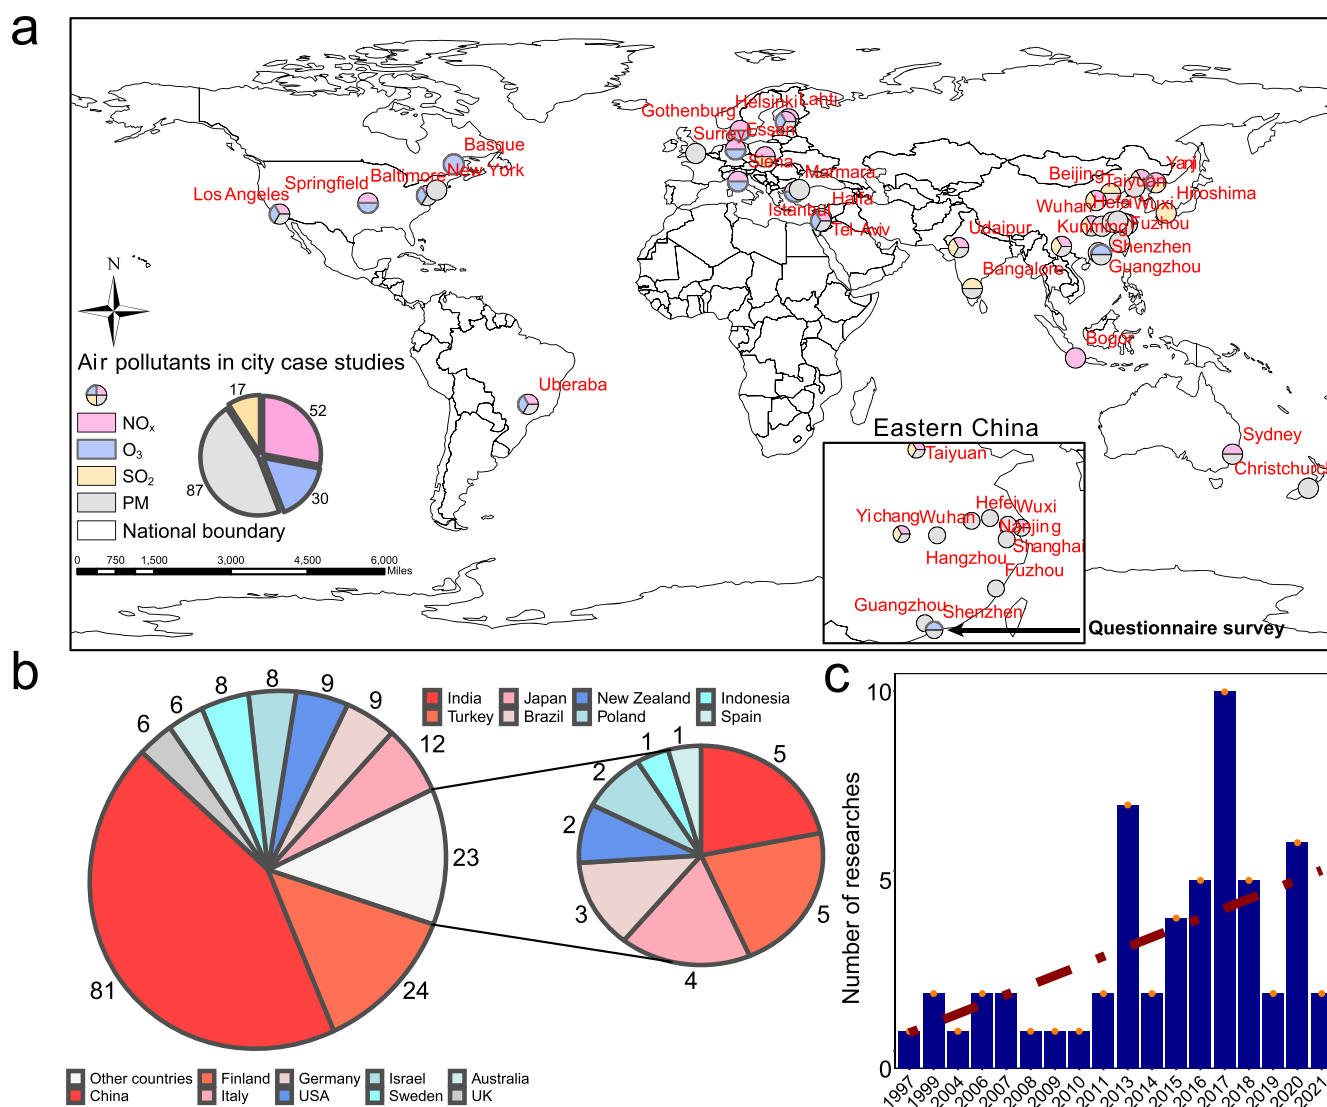 a
Helsinki Lahti
Gothenburg
Surrey Essen
Basque
New York
Baltimore
Springfield
Los Angeles
Siena
Marmara
Haifa
Istanbul
Tel-Aviv
Beijing
Yanji
Taiyuan
Hiroshima
Wuhan Hefei Wuxi
Kunming Fuzhou
Udaipur
Shenzhen
Bangalore
Guangzhou
N
Bogor
Air pollutants in city case studies
Uberaba
17
52
NOx
O3
SO2
PM
87
30
National boundary
0 750 1,500 3,000 4,500 6,000
Miles
Eastern China
Sydney
Christchurch
Taiyuan
Hefei Wuxi
Yichang Wuhan
Nanjing
Shanghai
Hangzhou
Fuzhou
Guangzhou
Shenzhen
Questionnaire survey
b
6 6 8 8 9 9 12
23
24
81
India Japan New Zealand Indonesia
Turkey Brazil Poland Spain
1 1 5
2
2
3
4
5
Other countries Finland Germany Israel Australia
China Italy USA Sweden UK
c
Number of researches
10
5
0
1997 1999 2004 2006 2007 2008 2009 2010 2011 2013 2014 2015 2016 2017 2018 2019 2020 2021